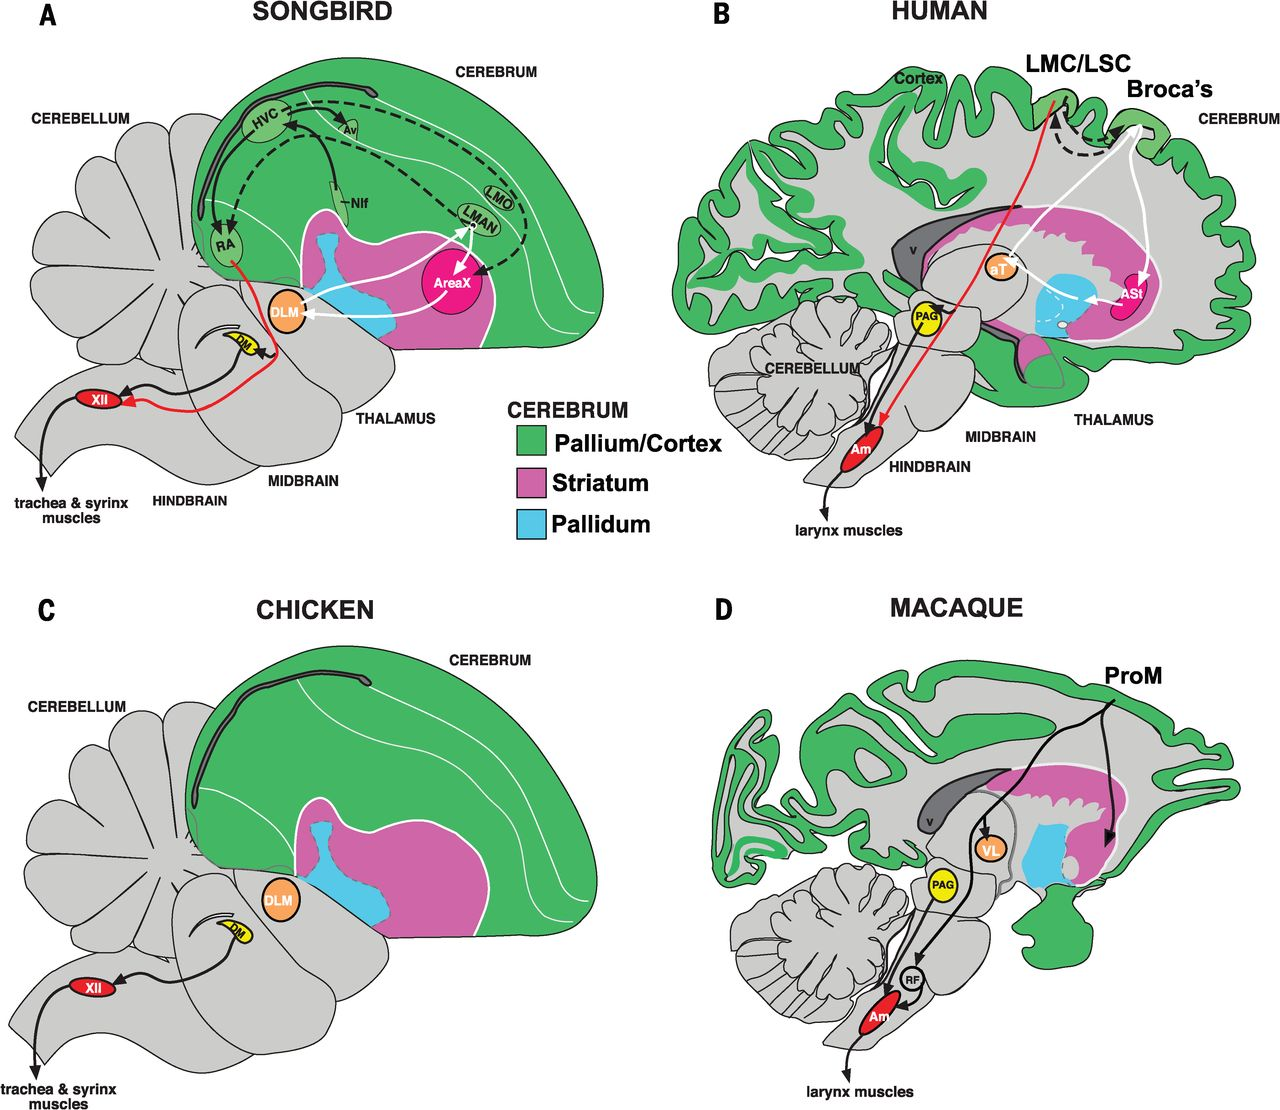 A
SONGBIRD
CEREBRUM
CEREBELLUM
HVC
Av
NIf
LMO
LMAN
RA
AreaX
DLM
DM
XII
THALAMUS
MIDBRAIN
HINDBRAIN
trachea & syrinx
muscles
B
HUMAN
LMC/LSC
Cortex
Broca's
CEREBRUM
v
aT
ASt
PAG
CEREBELLUM
Am
THALAMUS
MIDBRAIN
HINDBRAIN
larynx muscles
CEREBRUM
Pallium/Cortex
Striatum
Pallidum
C
CHICKEN
CEREBRUM
CEREBELLUM
DLM
DM
XII
trachea & syrinx
muscles
D
MACAQUE
ProM
v
VL
PAG
RF
Am
larynx muscles